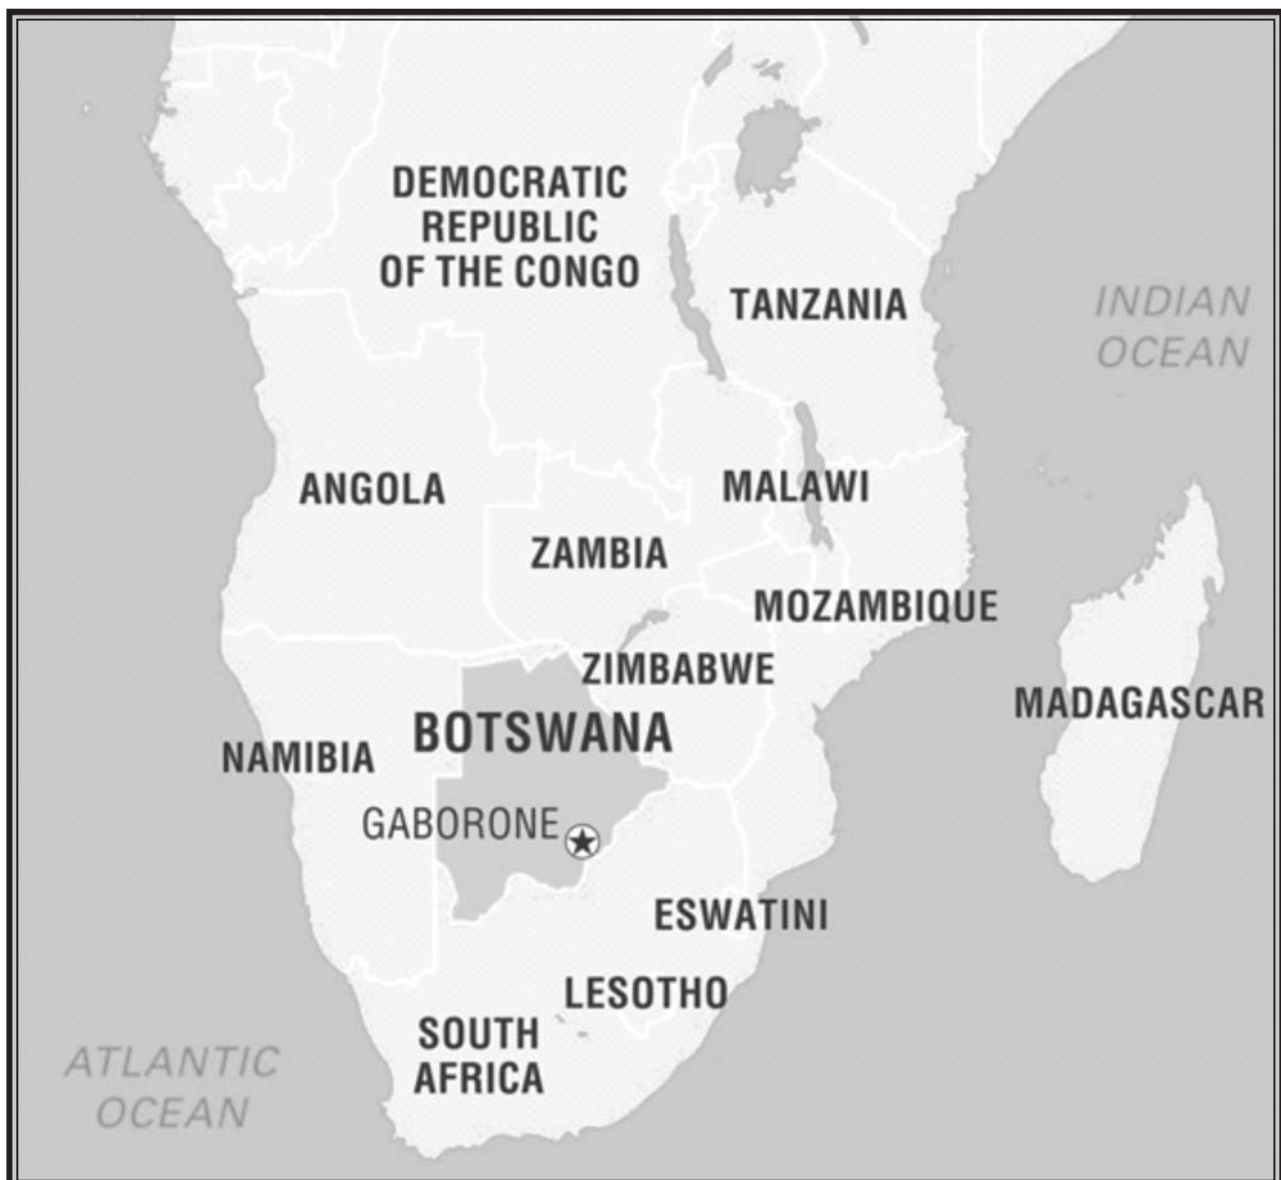 DEMOCRATIC
REPUBLIC
OF THE CONGO
TANZANIA
INDIAN
OCEAN
ANGOLA
MALAWI
ZAMBIA
MOZAMBIQUE
ZIMBABWE
MADAGASCAR
BOTSWANA
NAMIBIA
GABORONE
ESWATINI
LESOTHO
SOUTH
AFRICA
ATLANTIC
OCEAN